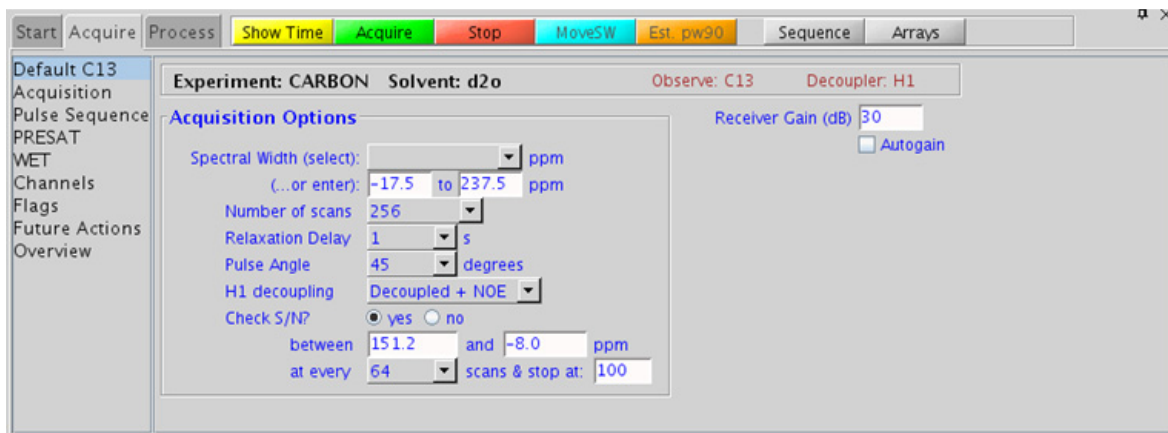 Start Acquire Process Show Time Acquire Stop MoveSW Est. pw90 Sequence Arrays
Default C13
Acquisition
Pulse Sequence
PRESAT
WET
Channels
Flags
Future Actions
Overview
Experiment: CARBON Solvent: d2o Observe: C13 Decoupler: H1
Acquisition Options
Spectral Width (select): ppm
(...or enter): -17.5 to 237.5 ppm
Number of scans 256
Relaxation Delay 1 s
Pulse Angle 45 degrees
H1 decoupling Decoupled + NOE
Check S/N? yes no
between 151.2 and -8.0 ppm
at every 64 scans & stop at: 100
Receiver Gain (dB) 30
Autogain